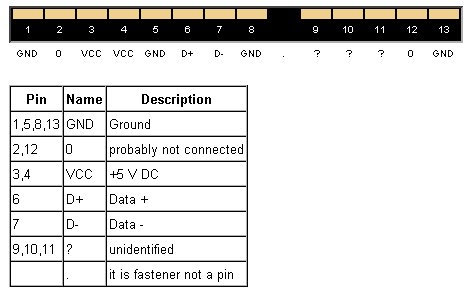 1 2 3 4 5 6 7 8 9 10 11 12 13
GND 0 VCC VCC GND D+ D- GND . ? ? ? 0 GND
Pin Name Description
1,5,8,13 GND Ground
2,12 0 probably not connected
3,4 VCC +5 V DC
6 D+ Data +
7 D- Data -
9,10,11 ? unidentified
. it is fastener not a pin